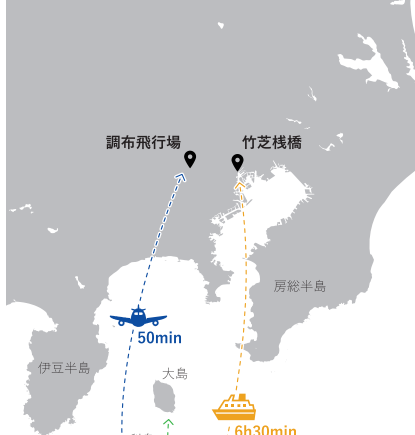 調布飛行場
竹芝桟橋
房総半島
50min
伊豆半島
大島
6h30min